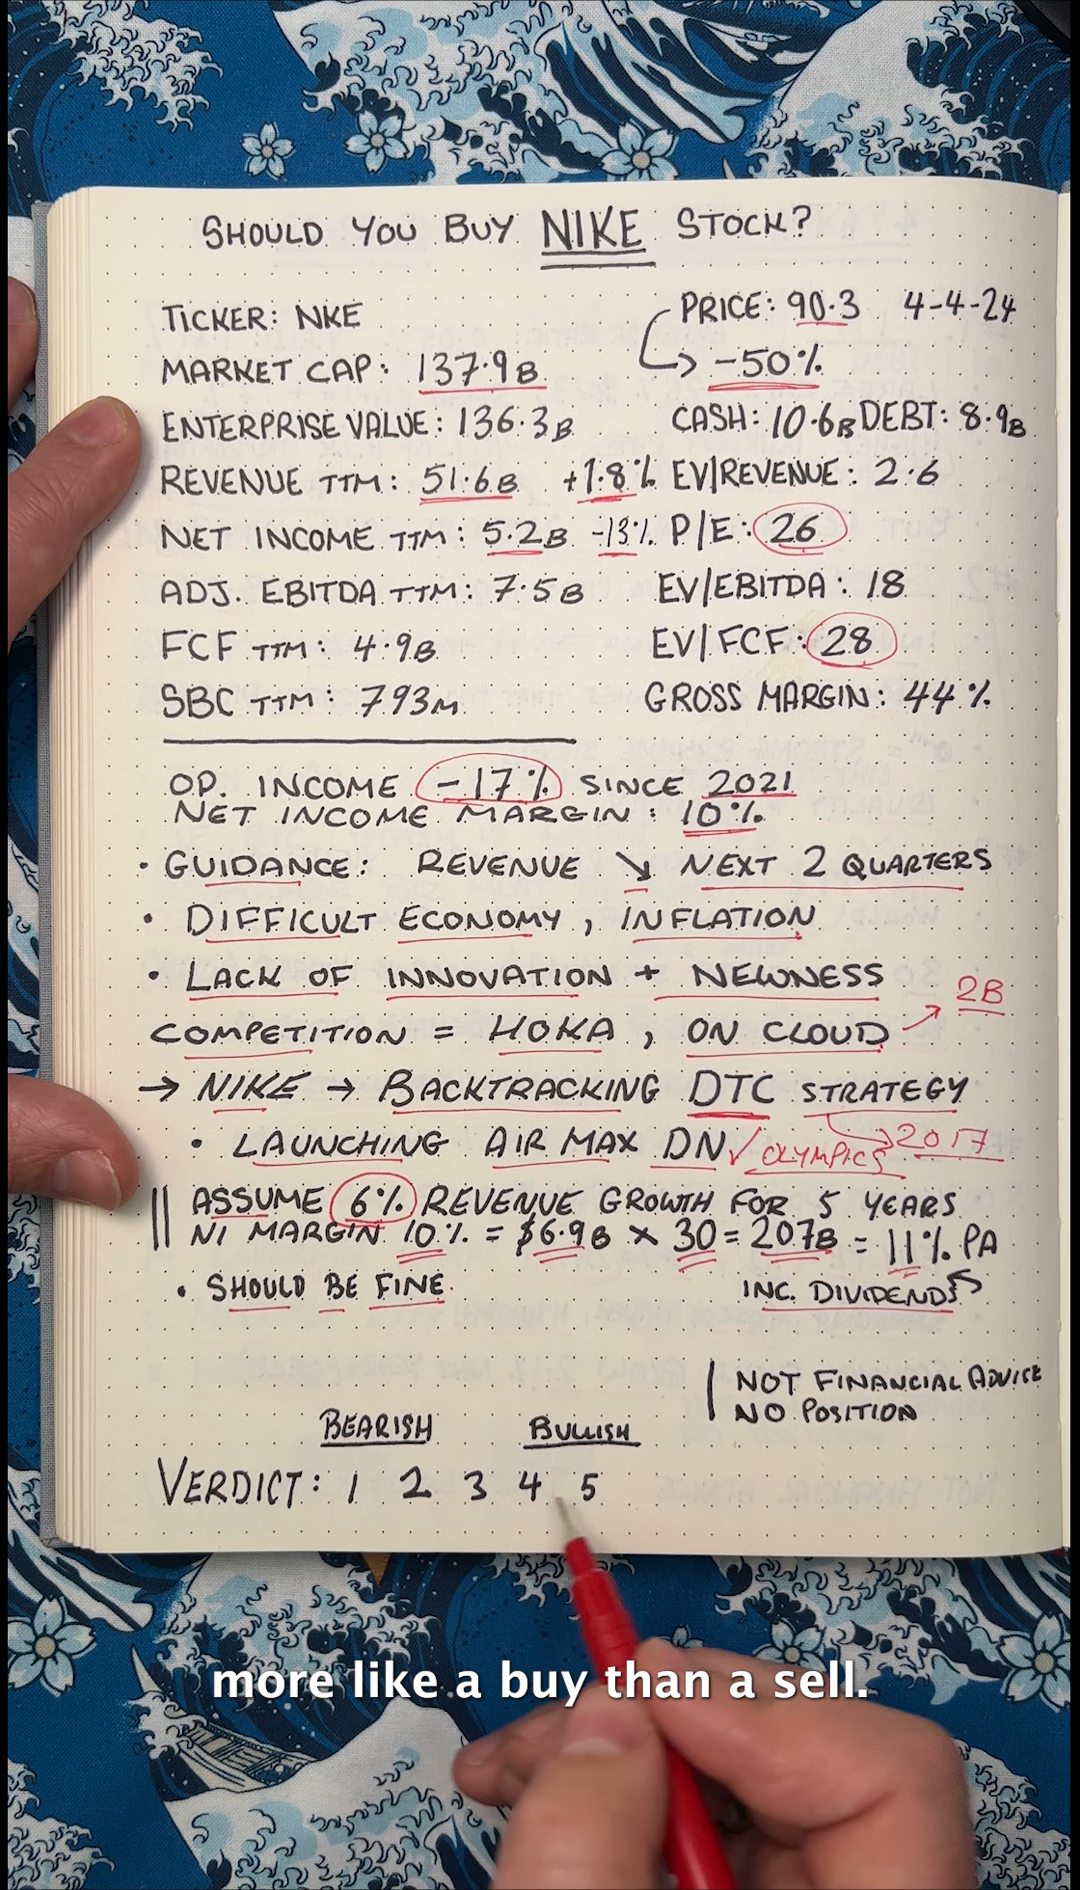 SHOULD YOU BUY NIKE STOCK?
TICKER: NKE
PRICE: 90.3 4-4-24
MARKET CAP: 137.9B
-50%
ENTERPRISE VALUE: 136.3B
CASH: 10.6B DEBT: 8.9B
REVENUE TTM: 51.6B +1.8% EV/REVENUE: 2.6
NET INCOME TTM: 5.2B -13% P/E: 26
ADJ. EBITDA TTM: 7.5B EV/EBITDA: 18
FCF TTM: 4.9B EV/FCF: 28
SBC TTM: 793M GROSS MARGIN: 44%
OP. INCOME -17% SINCE 2021
NET INCOME MARGIN: 10%
• GUIDANCE: REVENUE ↘ NEXT 2 QUARTERS
• DIFFICULT ECONOMY, INFLATION
• LACK OF INNOVATION + NEWNESS
2B
COMPETITION = HOKA, ON CLOUD
→ NIKE → BACKTRACKING DTC STRATEGY
• LAUNCHING AIR MAX DN ✓ OLYMPICS 2017
ASSUME 6% REVENUE GROWTH FOR 5 YEARS
NI MARGIN 10% = $6.9B × 30 = 207B = 11% PA
• SHOULD BE FINE
INC. DIVIDENDS
NOT FINANCIAL ADVICE
NO POSITION
BEARISH BULLISH
VERDICT: 1 2 3 4 5
more like a buy than a sell.